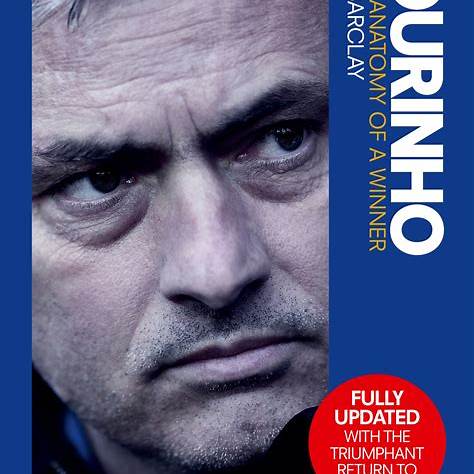 OURINHO
ANATOMY OF A WINNER
ARCLAY
FULLY
UPDATED
WITH THE
TRIUMPHANT
RETURN TO